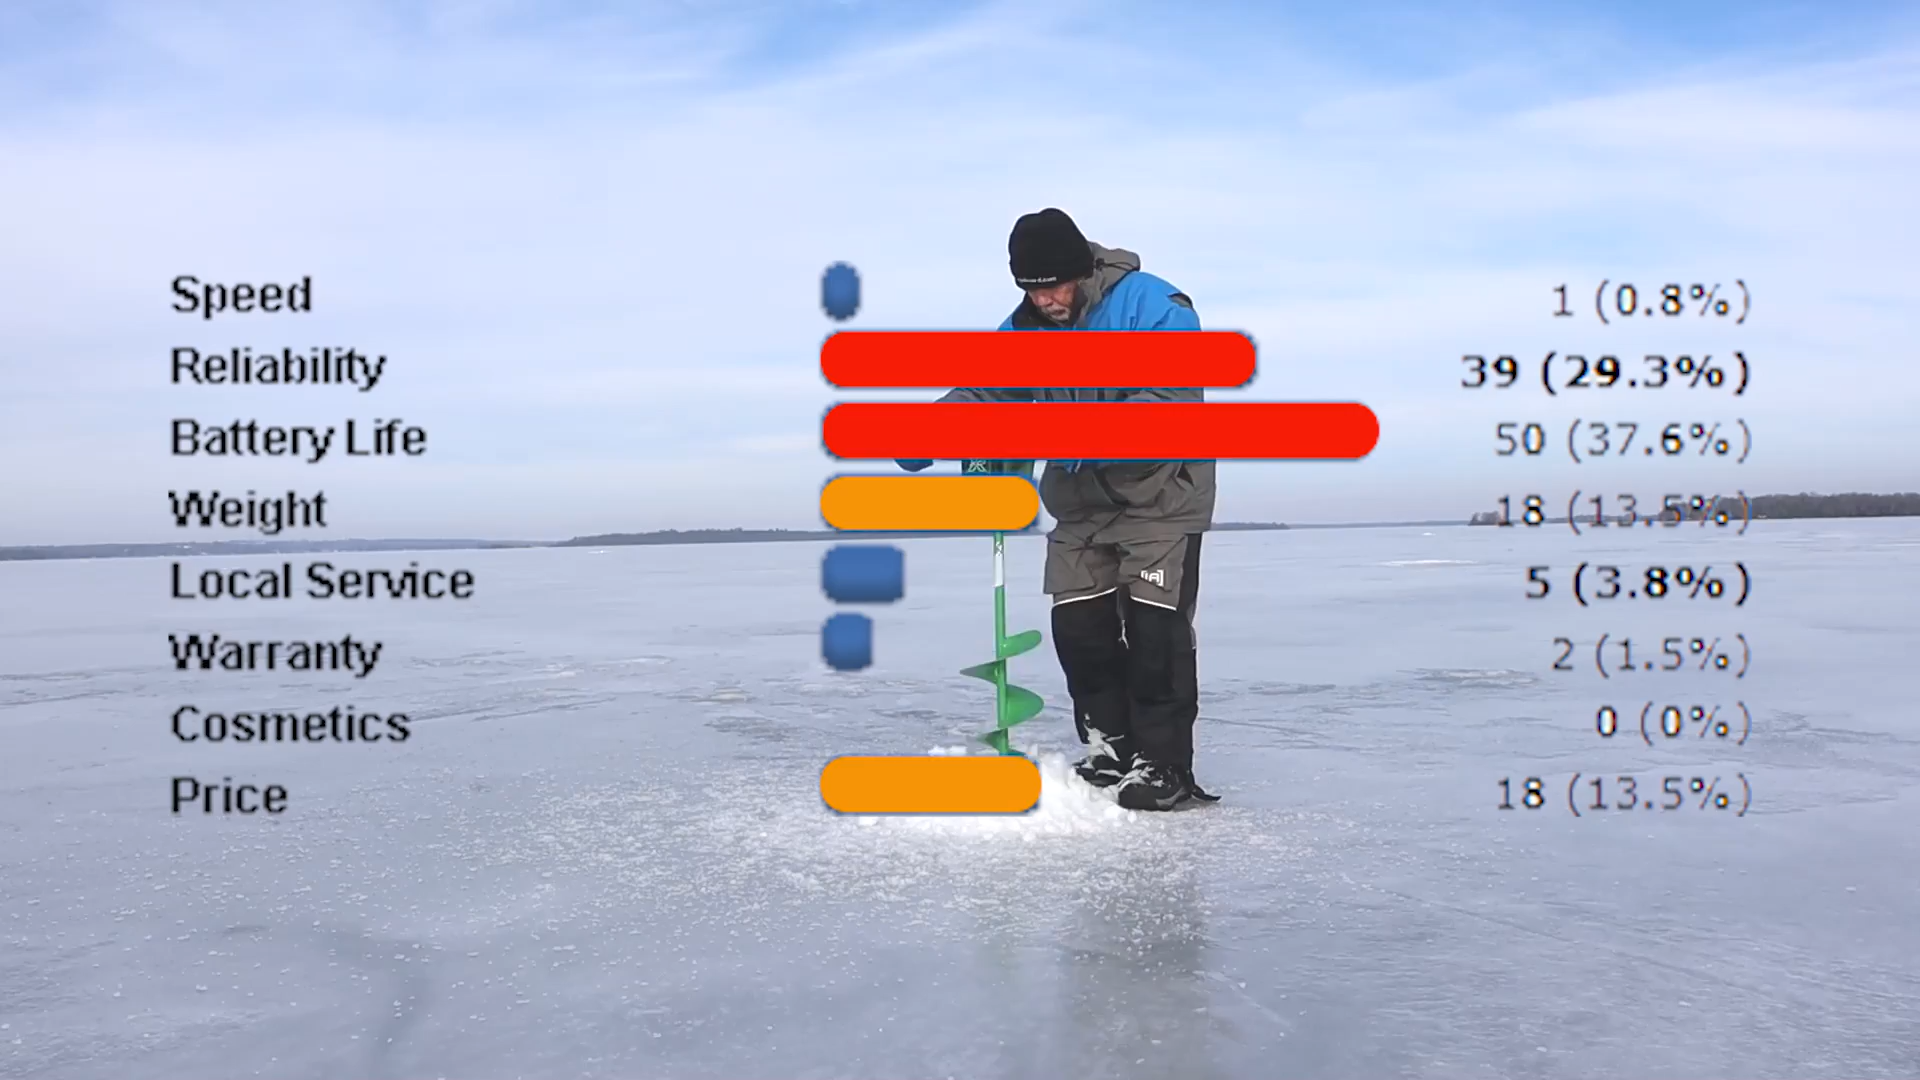 Speed 1 (0.8%)
Reliability 39 (29.3%)
Battery Life 50 (37.6%)
Weight 18 (13.5%)
Local Service 5 (3.8%)
Warranty 2 (1.5%)
Cosmetics 0 (0%)
Price 18 (13.5%)